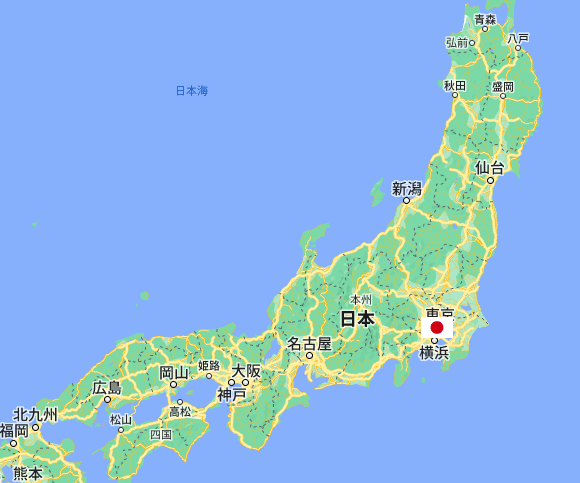 青森
弘前
八戸
秋田
盛岡
日本海
仙台
新潟
本州
日本
東京
名古屋
横浜
姫路
岡山
大阪
広島
神戸
高松
北九州
松山
福岡
四国
熊本